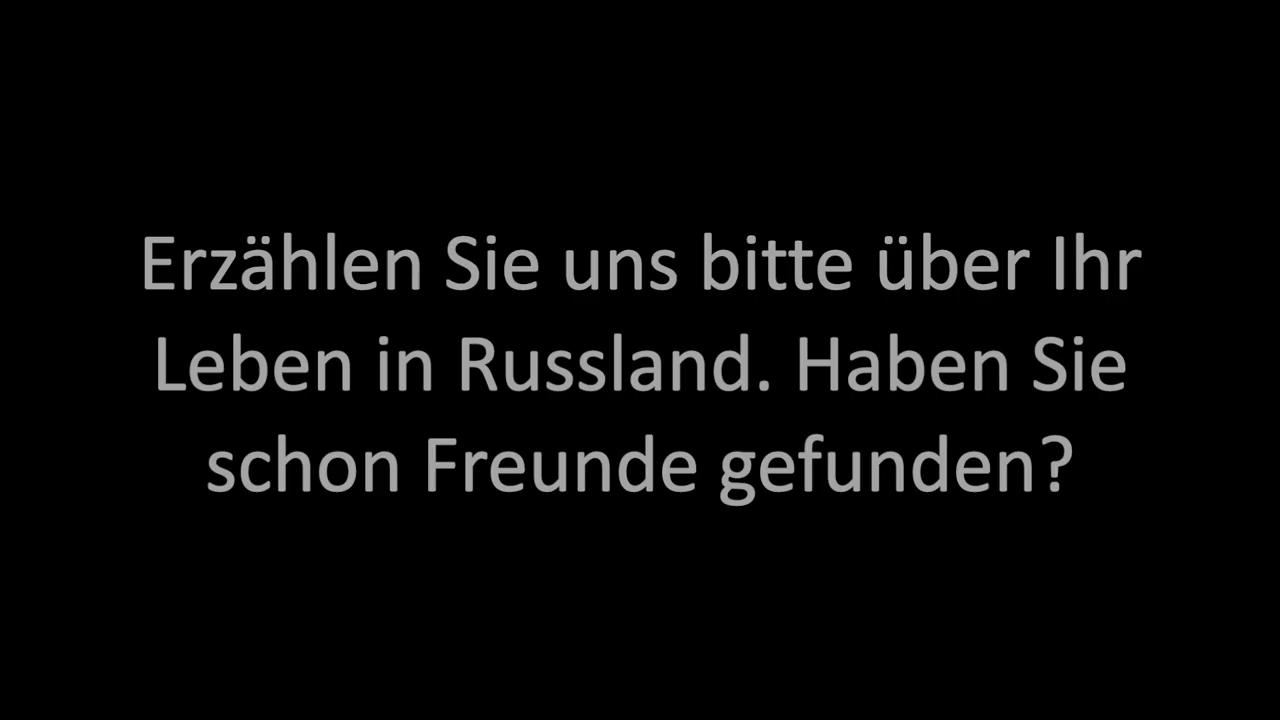 Erzählen Sie uns bitte über Ihr
Leben in Russland. Haben Sie
schon Freunde gefunden?